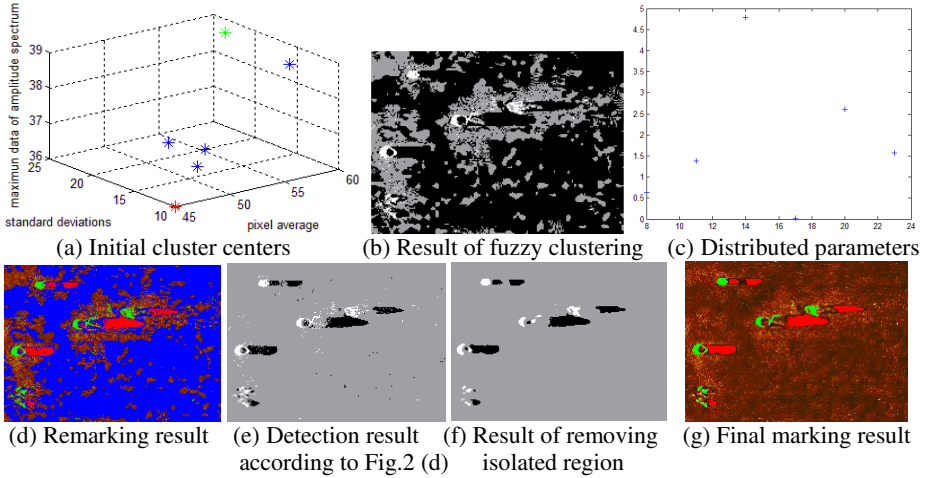 39
38
37
36
25
20
15
10
45
50
55
60
maximun data of amplitude spectrum
standard deviations
pixel average
5
4.5
4
3.5
3
2.5
2
1.5
1
0.5
0
8 10 12 14 16 18 20 22 24
(a) Initial cluster centers
(b) Result of fuzzy clustering
(c) Distributed parameters
(d) Remarking result
(e) Detection result
according to Fig.2 (d)
(f) Result of removing
isolated region
(g) Final marking result